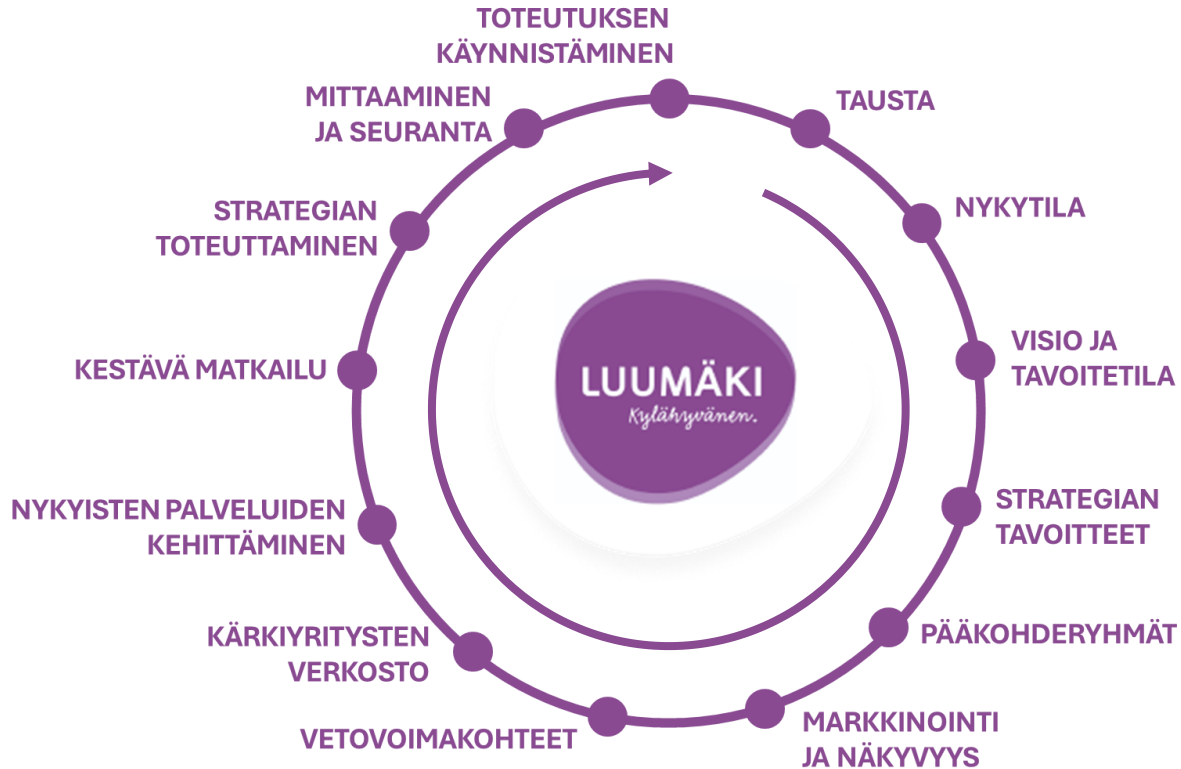 TOTEUTUKSEN
KÄYNNISTÄMINEN
TAUSTA
NYKYTILA
VISIO JA
TAVOITETILA
STRATEGIAN
TAVOITTEET
PÄÄKOHDERYHMÄT
MARKKINOINTI
JA NÄKYVYYS
VETOVOIMAKOHTEET
KÄRKIYRITYSTEN
VERKOSTO
NYKYISTEN PALVELUIDEN
KEHITTÄMINEN
KESTÄVÄ MATKAILU
STRATEGIAN
TOTEUTTAMINEN
MITTAAMINEN
JA SEURANTA
LUUMÄKI
Kylähyvänen.